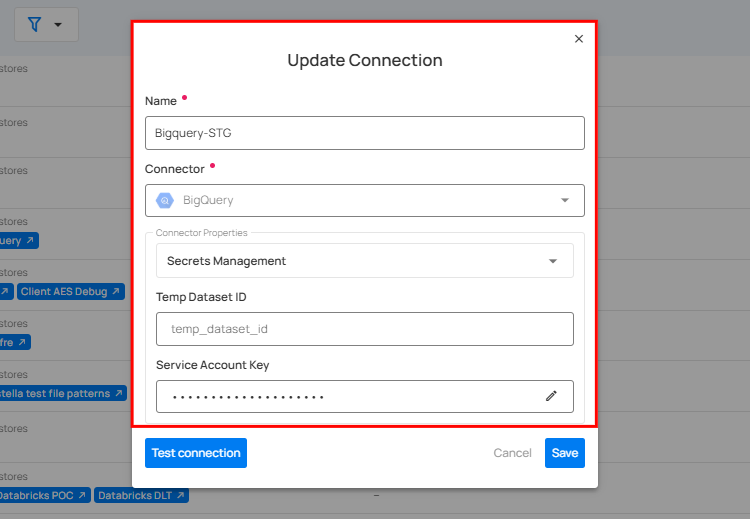 stores
Update Connection
Name
stores
Bigquery-STG
Connector
stores
BigQuery
stores
Connector Properties
Secrets Management
stores
Client AES Debug
Temp Dataset ID
stores
temp_dataset_id
fre
Service Account Key
stores
stella test file patterns
stores
Test connection
Cancel
Save
stores
Databricks POC
Databricks DLT
–